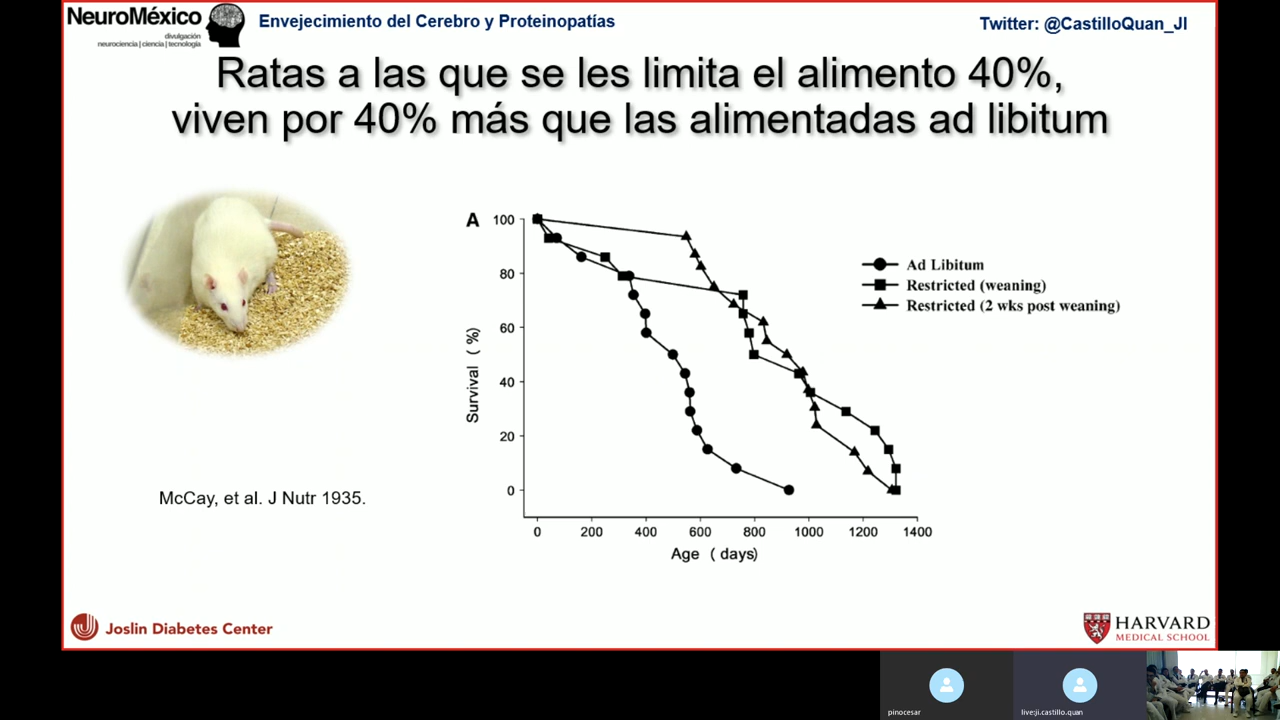 NeuroMéxico
divulgación
neurociencia | ciencia | tecnología
Envejecimiento del Cerebro y Proteinopatías
Twitter: @CastilloQuan_JI
Ratas a las que se les limita el alimento 40%,
viven por 40% más que las alimentadas ad libitum
A
100
80
60
40
20
0
Survival ( %)
0 200 400 600 800 1000 1200 1400
Age ( days)
Ad Libitum
Restricted (weaning)
Restricted (2 wks post weaning)
McCay, et al. J Nutr 1935.
Joslin Diabetes Center
HARVARD
MEDICAL SCHOOL
pinocesar
live:ji.castillo.quan